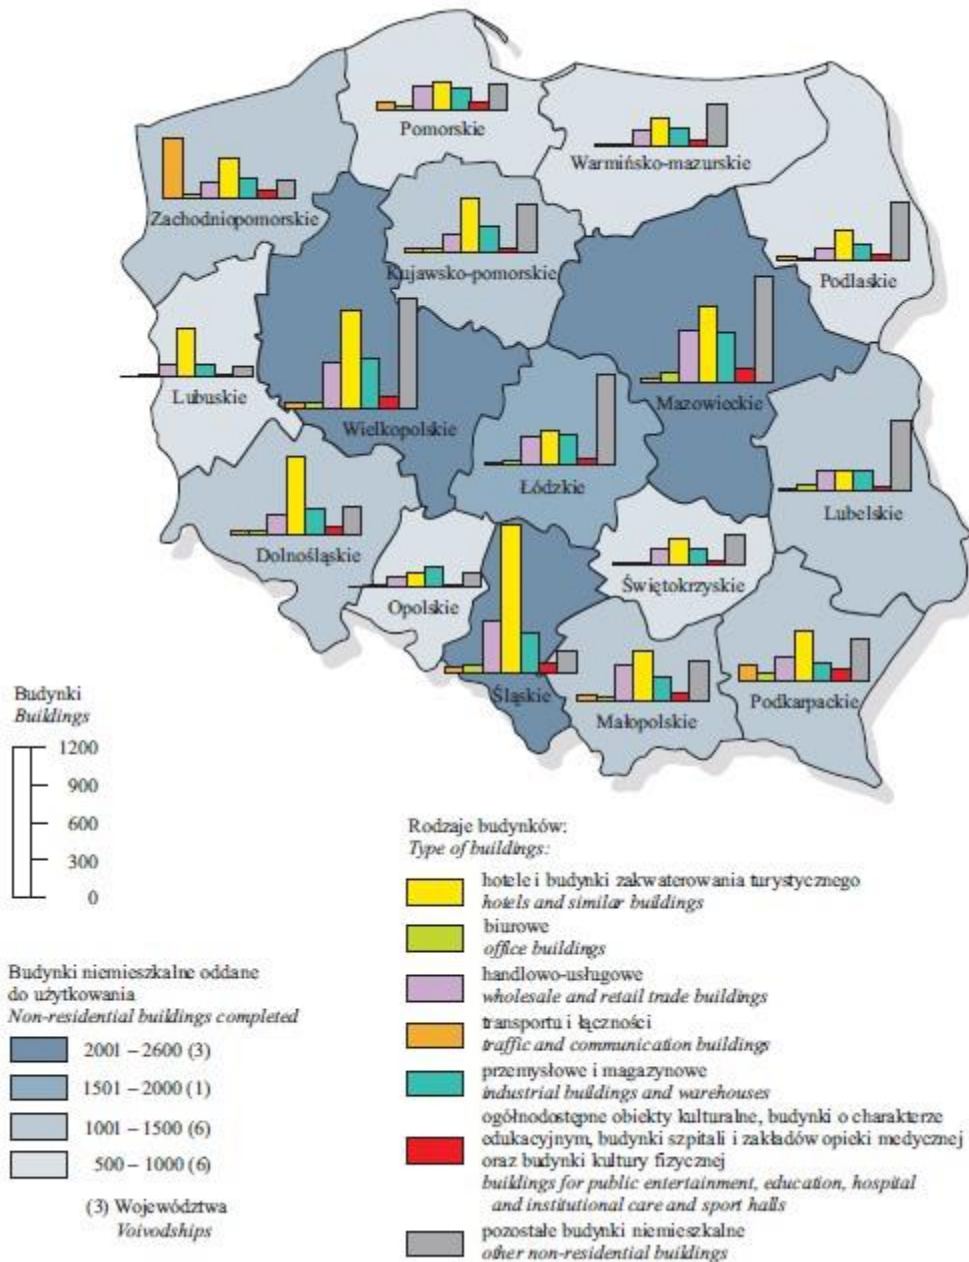 Pomorskie
Warmińsko-mazurskie
Zachodniopomorskie
Kujawsko-pomorskie
Podlaskie
Lubuskie
Wielkopolskie
Mazowieckie
Łódzkie
Lubelskie
Dolnośląskie
Opolskie
Świętokrzyskie
Śląskie
Małopolskie
Podkarpackie
Budynki
Buildings
1200
900
600
300
0
Budynki niemieszkalne oddane
do użytkowania
Non-residential buildings completed
2001 – 2600 (3)
1501 – 2000 (1)
1001 – 1500 (6)
500 – 1000 (6)
(3) Województwa
Voivodships
Rodzaje budynków:
Type of buildings:
hotele i budynki zakwaterowania turystycznego
hotels and similar buildings
biurowe
office buildings
handlowo-usługowe
wholesale and retail trade buildings
transportu i łączności
traffic and communication buildings
przemysłowe i magazynowe
industrial buildings and warehouses
ogólnodostępne obiekty kulturalne, budynki o charakterze
edukacyjnym, budynki szpitali i zakładów opieki medycznej
oraz budynki kultury fizycznej
buildings for public entertainment, education, hospital
and institutional care and sport halls
pozostałe budynki niemieszkalne
other non-residential buildings